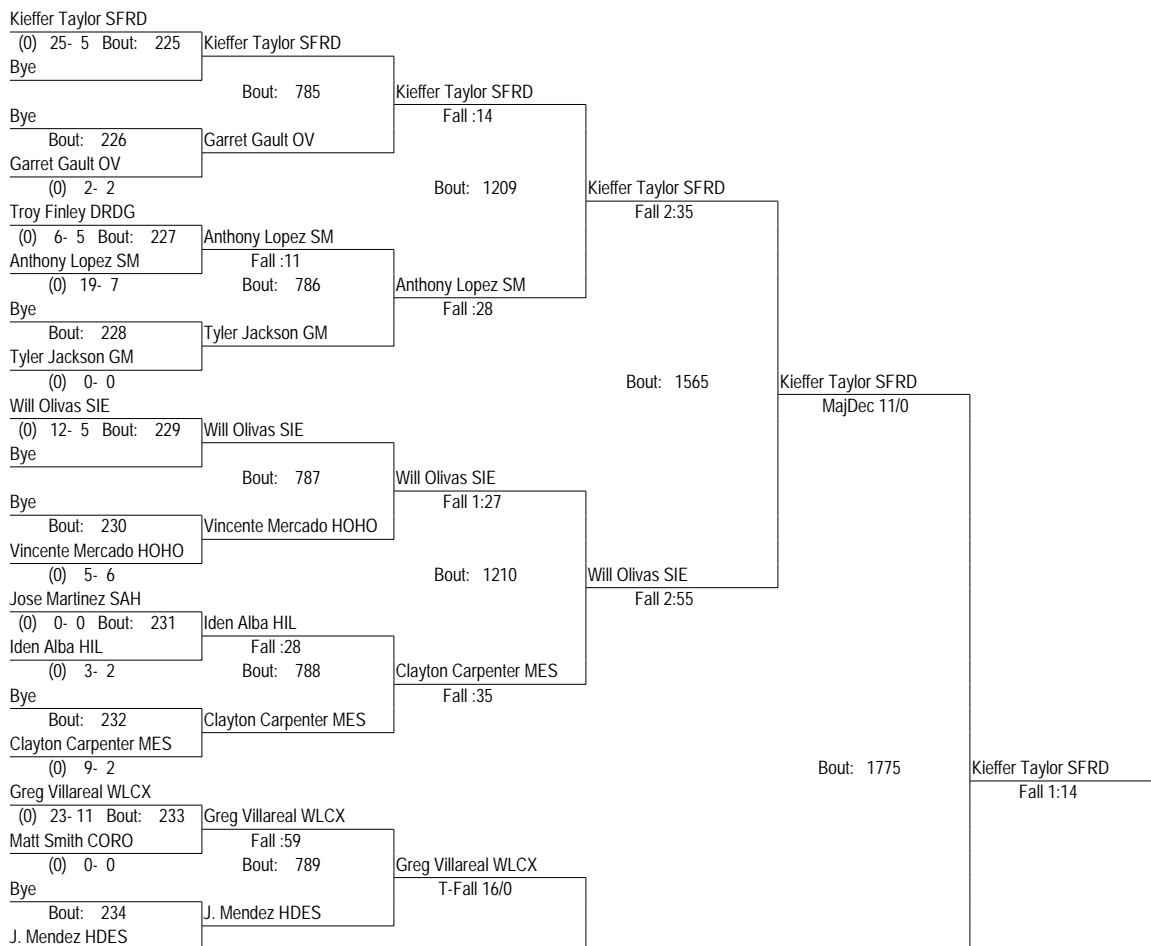 Kieffer Taylor SFRD
(0) 25- 5 Bout: 225 Kieffer Taylor SFRD
Bye
Bout: 785 Kieffer Taylor SFRD
Bye Fall :14
Bout: 226 Garret Gault OV
Garret Gault OV
(0) 2- 2 Bout: 1209 Kieffer Taylor SFRD
Troy Finley DRDG Fall 2:35
(0) 6- 5 Bout: 227 Anthony Lopez SM
Anthony Lopez SM Fall :11
(0) 19- 7 Bout: 786 Anthony Lopez SM
Bye Fall :28
Bout: 228 Tyler Jackson GM
Tyler Jackson GM
(0) 0- 0 Bout: 1565 Kieffer Taylor SFRD
Will Olivas SIE MajDec 11/0
(0) 12- 5 Bout: 229 Will Olivas SIE
Bye
Bout: 787 Will Olivas SIE
Bye Fall 1:27
Bout: 230 Vincente Mercado HOHO
Vincente Mercado HOHO
(0) 5- 6 Bout: 1210 Will Olivas SIE
Jose Martinez SAH Fall 2:55
(0) 0- 0 Bout: 231 Iden Alba HIL
Iden Alba HIL Fall :28
(0) 3- 2 Bout: 788 Clayton Carpenter MES
Bye Fall :35
Bout: 232 Clayton Carpenter MES
Clayton Carpenter MES
(0) 9- 2 Bout: 1775 Kieffer Taylor SFRD
Greg Villareal WLCX Fall 1:14
(0) 23- 11 Bout: 233 Greg Villareal WLCX
Matt Smith CORO Fall :59
(0) 0- 0 Bout: 789 Greg Villareal WLCX
Bye T-Fall 16/0
Bout: 234 J. Mendez HDES
J. Mendez HDES